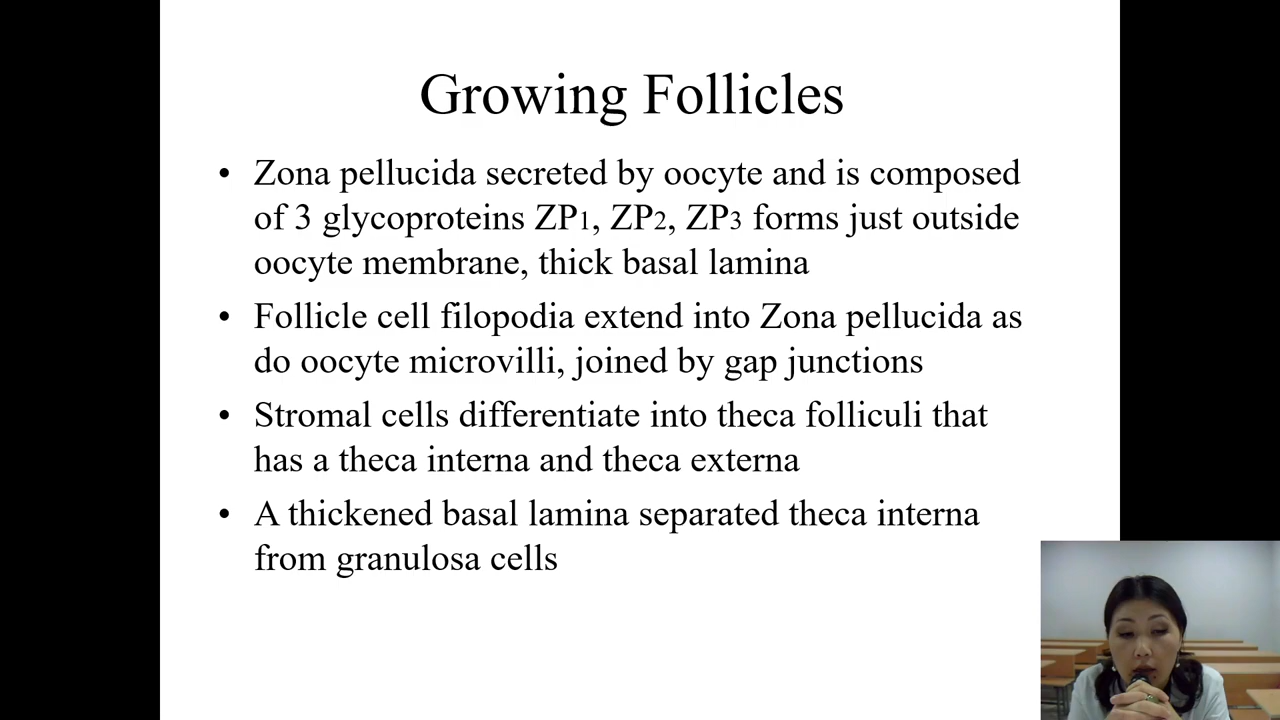 Growing Follicles
• Zona pellucida secreted by oocyte and is composed
of 3 glycoproteins ZP1, ZP2, ZP3 forms just outside
oocyte membrane, thick basal lamina
• Follicle cell filopodia extend into Zona pellucida as
do oocyte microvilli, joined by gap junctions
• Stromal cells differentiate into theca folliculi that
has a theca interna and theca externa
• A thickened basal lamina separated theca interna
from granulosa cells